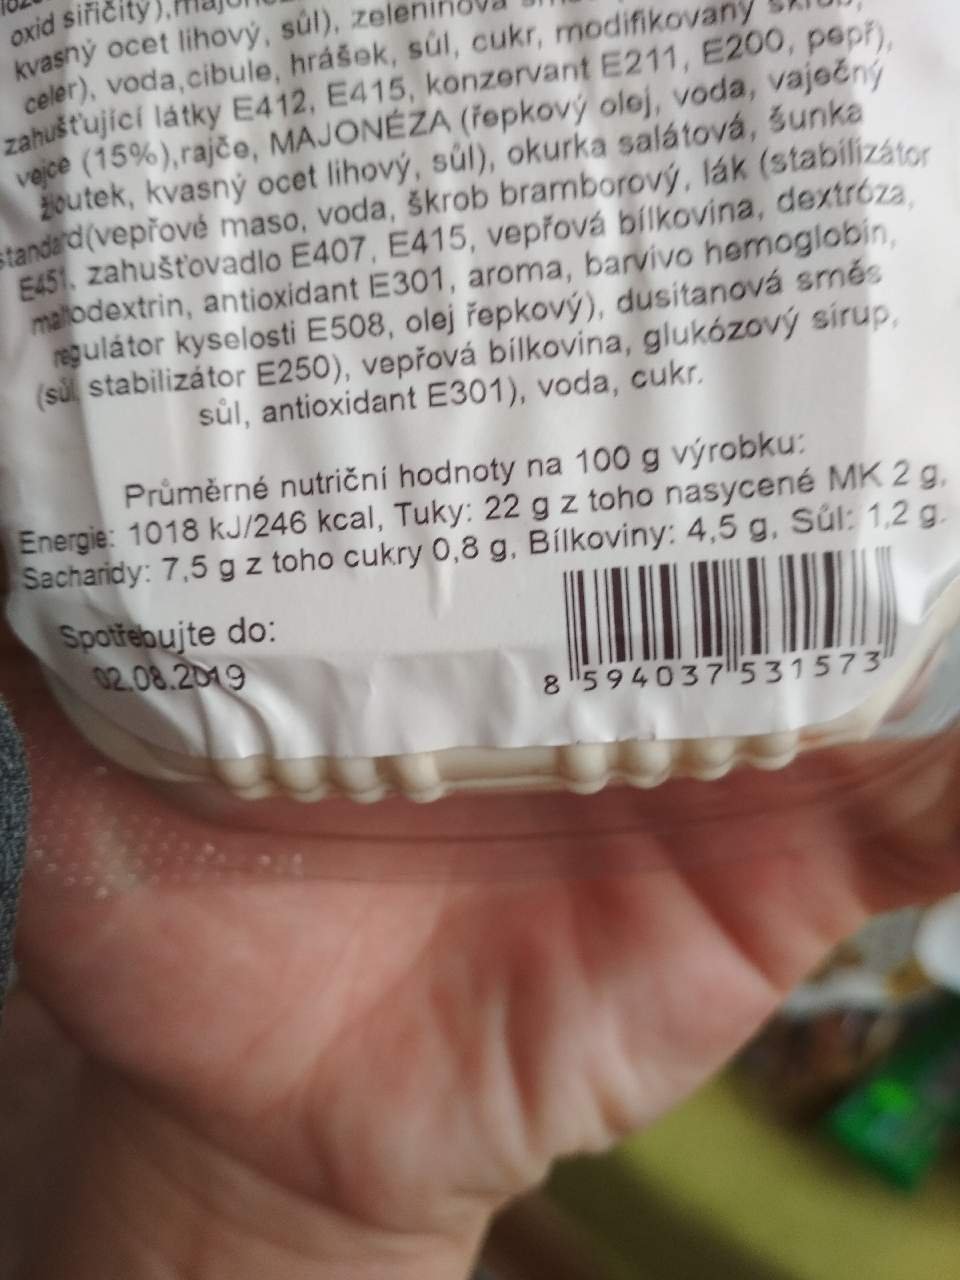 oxid siřičitý),
kvasný ocet lihový, sůl), zeleninová
celer), voda,cibule, hrášek, sůl, cukr, modifikovaný
zahušťující látky E412, E415, konzervant E211, E200, pepř),
vejce (15%),rajče, MAJONÉZA (řepkový olej, voda, vaječný
žloutek, kvasný ocet lihový, sůl), okurka salátová, šunka
standard(vepřové maso, voda, škrob bramborový, lák (stabilizátor
E451, zahušťovadlo E407, E415, vepřová bílkovina, dextróza,
maltodextrin, antioxidant E301, aroma, barvivo hemoglobin,
regulátor kyselosti E508, olej řepkový), dusitanová směs
(sůl, stabilizátor E250), vepřová bílkovina, glukózový sirup,
sůl, antioxidant E301), voda, cukr.
Průměrné nutriční hodnoty na 100 g výrobku:
Energie: 1018 kJ/246 kcal, Tuky: 22 g z toho nasycené MK 2 g,
Sacharidy: 7,5 g z toho cukry 0,8 g, Bílkoviny: 4,5 g, Sůl: 1,2 g.
Spotřebujte do:
02.08.2019
8 594037 531573